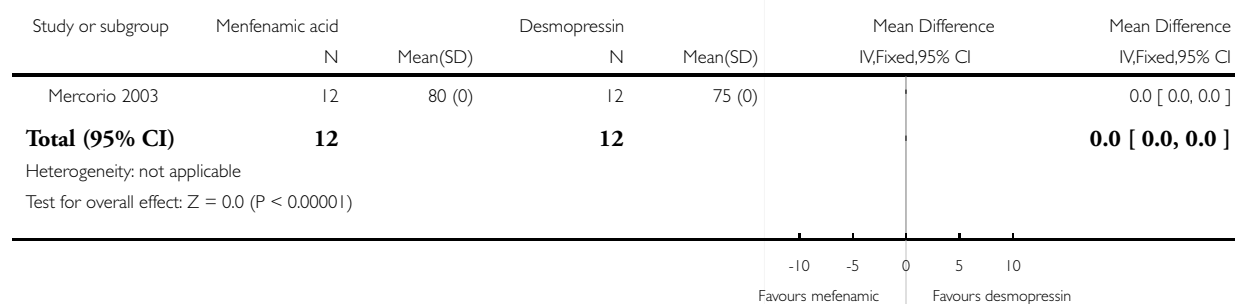 Study or subgroup Menfenamic acid Desmopressin Mean Difference Mean Difference
N Mean(SD) N Mean(SD) IV,Fixed,95% CI IV,Fixed,95% CI
Mercorio 2003 12 80 (0) 12 75 (0) 0.0 [ 0.0, 0.0 ]
Total (95% CI) 12 12 0.0 [ 0.0, 0.0 ]
Heterogeneity: not applicable
Test for overall effect: Z = 0.0 (P < 0.00001)
-10 -5 0 5 10
Favours mefenamic Favours desmopressin